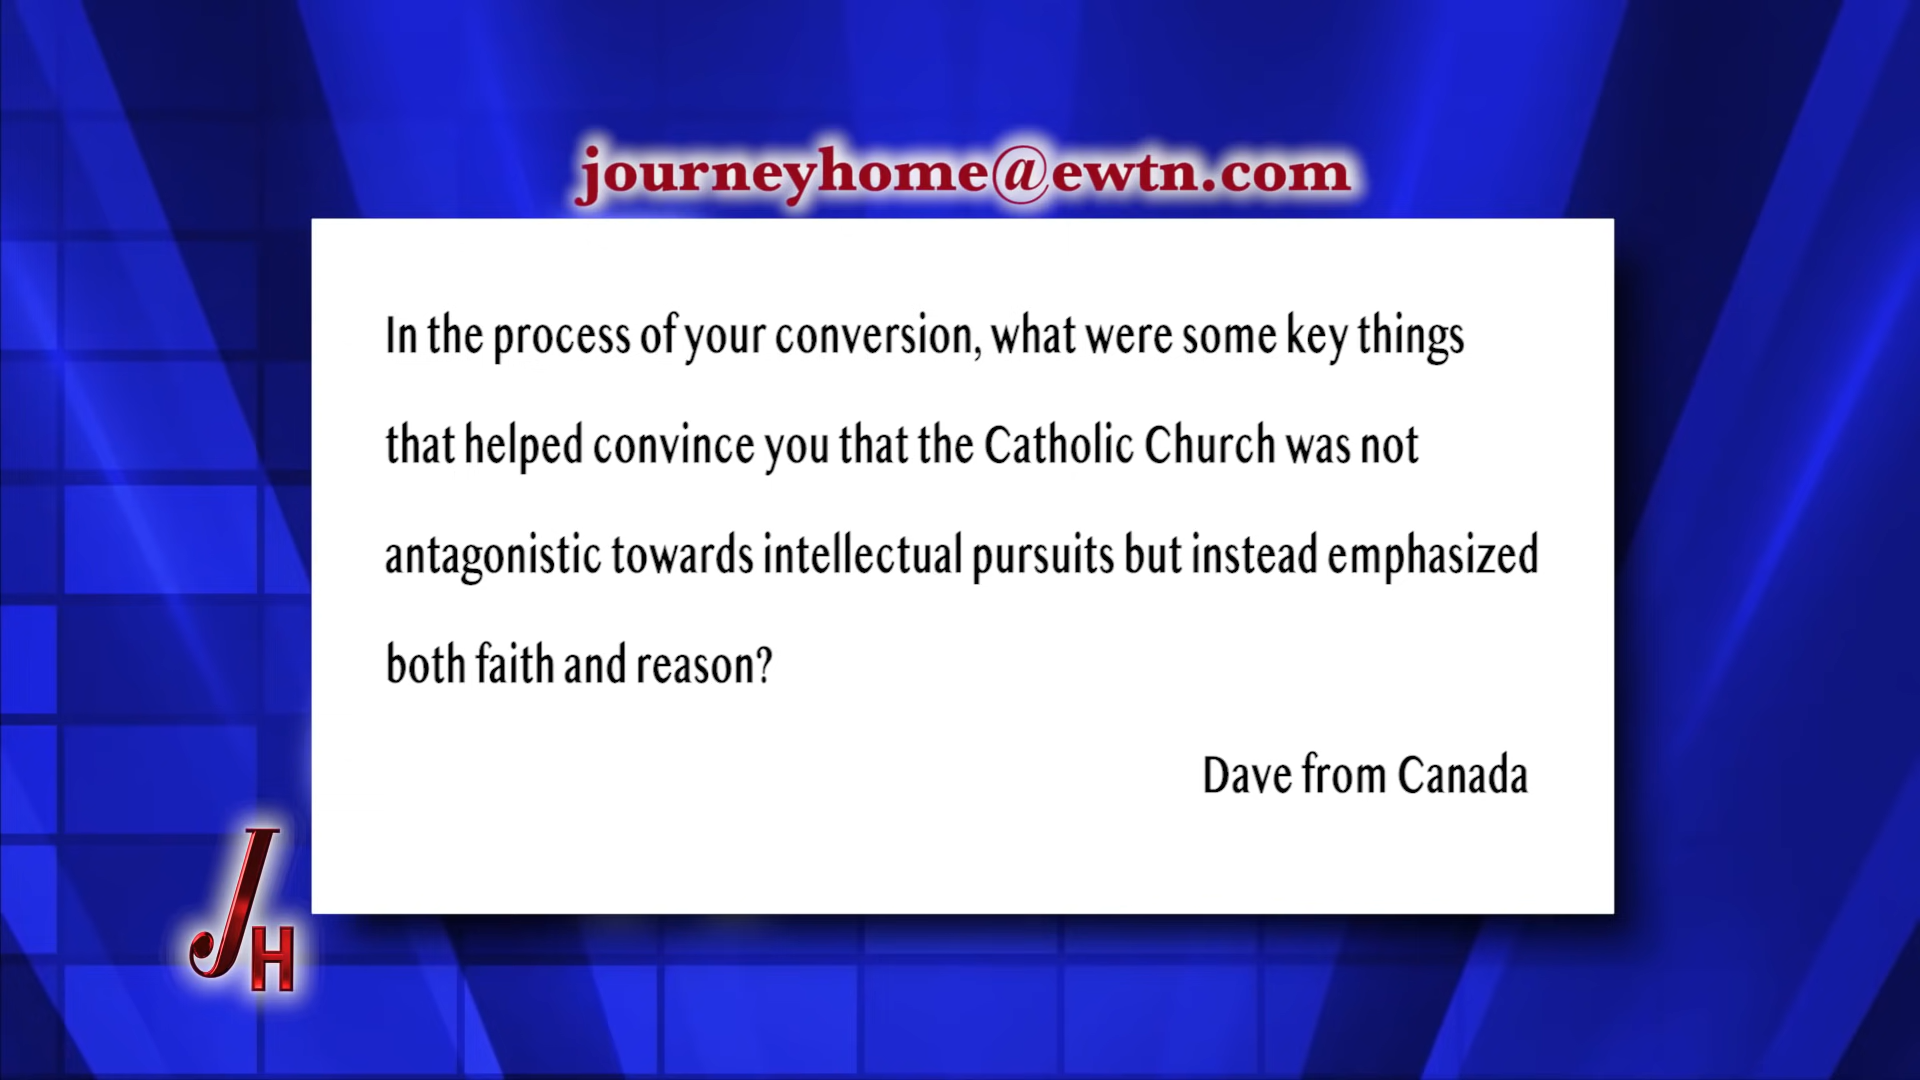 journeyhome@ewtn.com
In the process of your conversion, what were some key things
that helped convince you that the Catholic Church was not
antagonistic towards intellectual pursuits but instead emphasized
both faith and reason?
Dave from Canada
JH